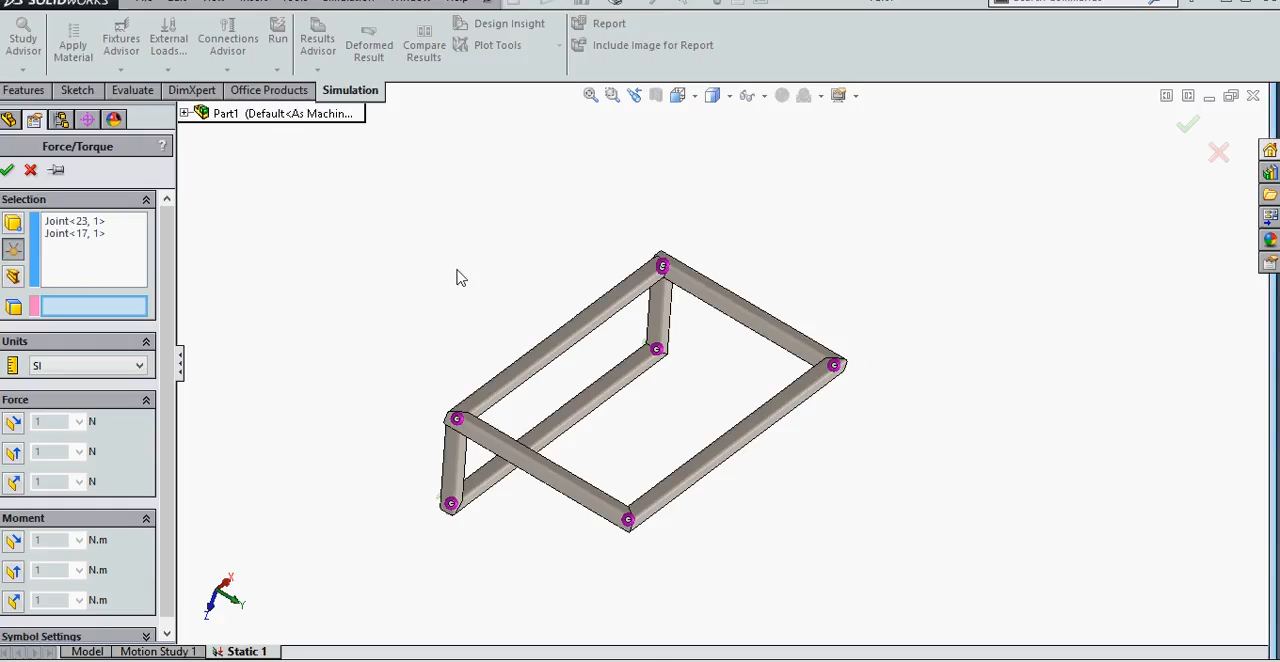 SOLIDWORKS
Study Advisor
Apply Material
Fixtures Advisor
External Loads...
Connections Advisor
Run
Results Advisor
Deformed Result
Compare Results
Design Insight
Plot Tools
Report
Include Image for Report
Features Sketch Evaluate DimXpert Office Products Simulation
Part1 (Default<As Machin...
Force/Torque ?
Selection
Joint<23, 1>
Joint<17, 1>
Units
SI
Force
1 N
1 N
1 N
Moment
1 N.m
1 N.m
1 N.m
Symbol Settings
X
Y
Z
Model Motion Study 1 Static 1